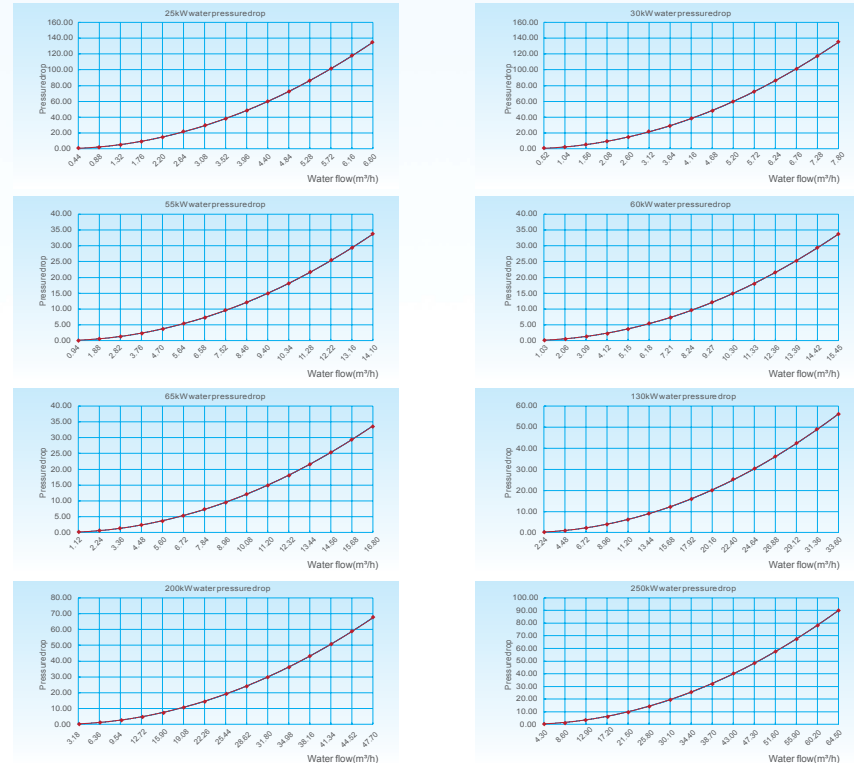 25kWwaterpressuredrop
Pressuredrop
160.00
140.00
120.00
100.00
80.00
60.00
40.00
20.00
0.00
0.44 0.88 1.32 1.76 2.20 2.64 3.08 3.52 3.96 4.40 4.84 5.28 5.72 6.16 6.60
Water flow(m³/h)
30kWwaterpressuredrop
Pressuredrop
160.00
140.00
120.00
100.00
80.00
60.00
40.00
20.00
0.00
0.52 1.04 1.56 2.08 2.60 3.12 3.64 4.16 4.68 5.20 5.72 6.24 6.76 7.28 7.80
Water flow(m³/h)
55kWwaterpressuredrop
Pressuredrop
40.00
35.00
30.00
25.00
20.00
15.00
10.00
5.00
0.00
0.94 1.88 2.82 3.76 4.70 5.64 6.58 7.52 8.46 9.40 10.34 11.28 12.22 13.16 14.10
Water flow(m³/h)
60kWwaterpressuredrop
Pressuredrop
40.00
35.00
30.00
25.00
20.00
15.00
10.00
5.00
0.00
1.03 2.06 3.09 4.12 5.15 6.18 7.21 8.24 9.27 10.30 11.33 12.36 13.39 14.42 15.45
Water flow(m³/h)
65kWwaterpressuredrop
Pressuredrop
40.00
35.00
30.00
25.00
20.00
15.00
10.00
5.00
0.00
1.12 2.24 3.36 4.48 5.60 6.72 7.84 8.96 10.08 11.20 12.32 13.44 14.56 15.68 16.80
Water flow(m³/h)
130kWwaterpressuredrop
Pressuredrop
60.00
50.00
40.00
30.00
20.00
10.00
0.00
2.24 4.48 6.72 8.96 11.20 13.44 15.68 17.92 20.16 22.40 24.64 26.88 29.12 31.36 33.60
Water flow(m³/h)
200kWwaterpressuredrop
Pressuredrop
80.00
70.00
60.00
50.00
40.00
30.00
20.00
10.00
0.00
3.18 6.36 9.54 12.72 15.90 19.08 22.26 25.44 28.62 31.80 34.98 38.16 41.34 44.52 47.70
Water flow(m³/h)
250kWwaterpressuredrop
Pressuredrop
100.00
90.00
80.00
70.00
60.00
50.00
40.00
30.00
20.00
10.00
0.00
4.30 8.60 12.90 17.20 21.50 25.80 30.10 34.40 38.70 43.00 47.30 51.60 55.90 60.20 64.50
Water flow(m³/h)